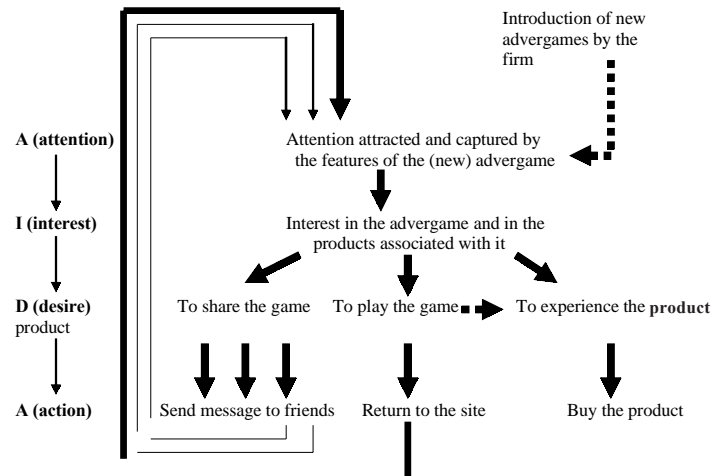 Introduction of new
advergames by the
firm
A (attention)
Attention attracted and captured by
the features of the (new) advergame
I (interest)
Interest in the advergame and in the
products associated with it
D (desire)
product
To share the game
To play the game
To experience the product
A (action)
Send message to friends
Return to the site
Buy the product